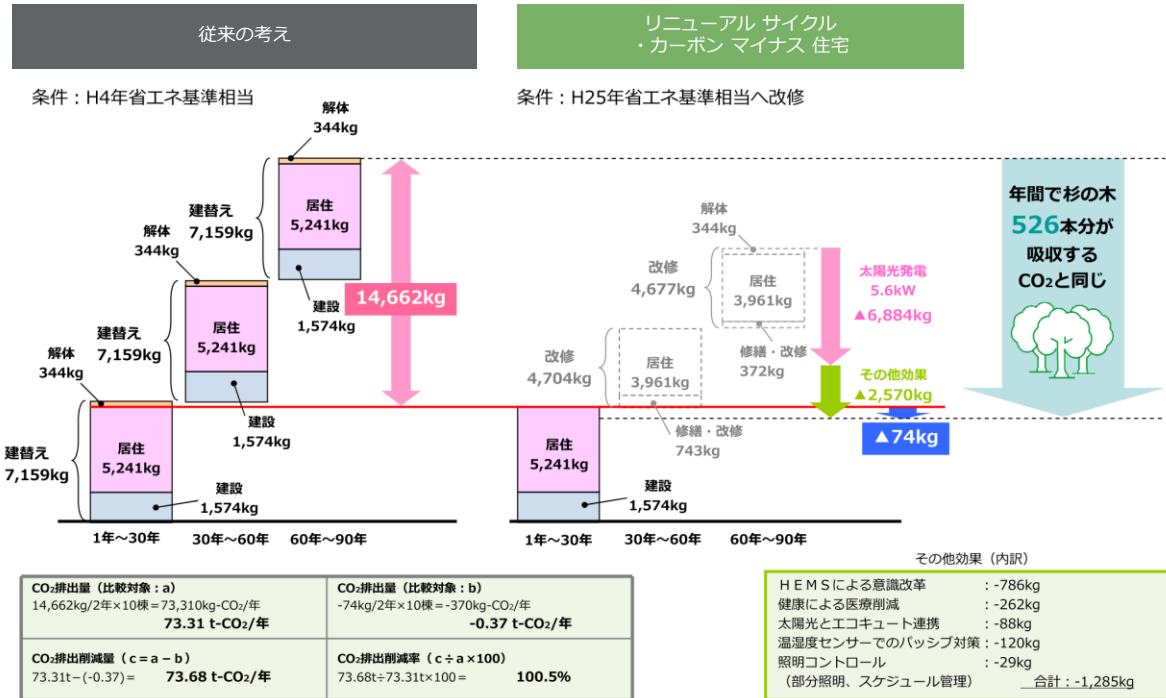 従来の考え
リニューアル サイクル
・カーボン マイナス 住宅
条件：H4年省エネ基準相当
条件：H25年省エネ基準相当へ改修
解体
344kg
居住
5,241kg
建替え
7,159kg
建設
1,574kg
解体
344kg
居住
5,241kg
建替え
7,159kg
建設
1,574kg
解体
344kg
居住
5,241kg
建替え
7,159kg
建設
1,574kg
14,662kg
1年～30年
30年～60年
60年～90年
解体
344kg
改修
4,677kg
居住
3,961kg
修繕・改修
372kg
改修
4,704kg
居住
3,961kg
修繕・改修
743kg
居住
5,241kg
建設
1,574kg
太陽光発電
5.6kW
▲6,884kg
その他効果
▲2,570kg
▲74kg
1年～30年
30年～60年
60年～90年
年間で杉の木
526本分が
吸収する
CO₂と同じ
CO₂排出量（比較対象：a）
14,662kg/2年×10棟＝73,310kg-CO₂/年
73.31 t-CO₂/年
CO₂排出量（比較対象：b）
-74kg/2年×10棟＝-370kg-CO₂/年
-0.37 t-CO₂/年
CO₂排出削減量（c＝a－b）
73.31t－(-0.37)＝ 73.68 t-CO₂/年
CO₂排出削減率（c÷a×100）
73.68t÷73.31t×100＝ 100.5%
その他効果（内訳）
ＨＥＭＳによる意識改革 ：-786kg
健康による医療削減 ：-262kg
太陽光とエコキュート連携 ：-88kg
温湿度センサーでのパッシブ対策：-120kg
照明コントロール ：-29kg
（部分照明、スケジュール管理） 合計：-1,285kg